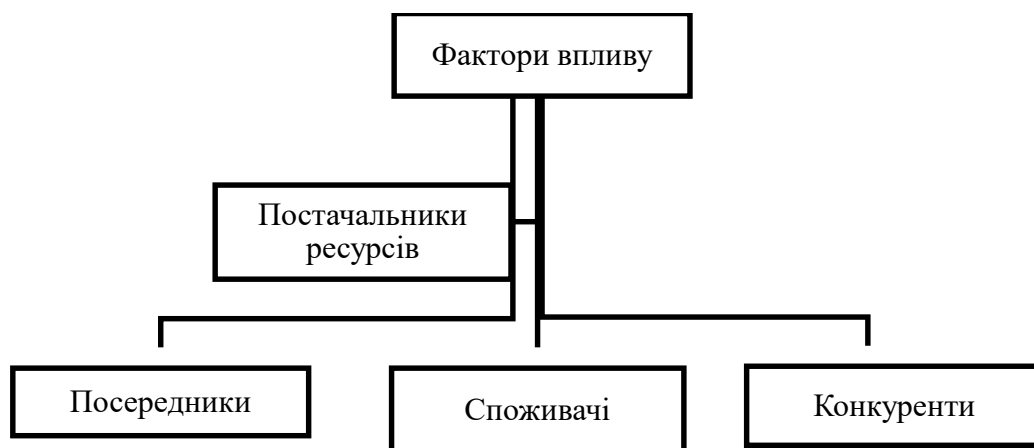 Фактори впливу
Постачальники
ресурсів
Посередники
Споживачі
Конкуренти